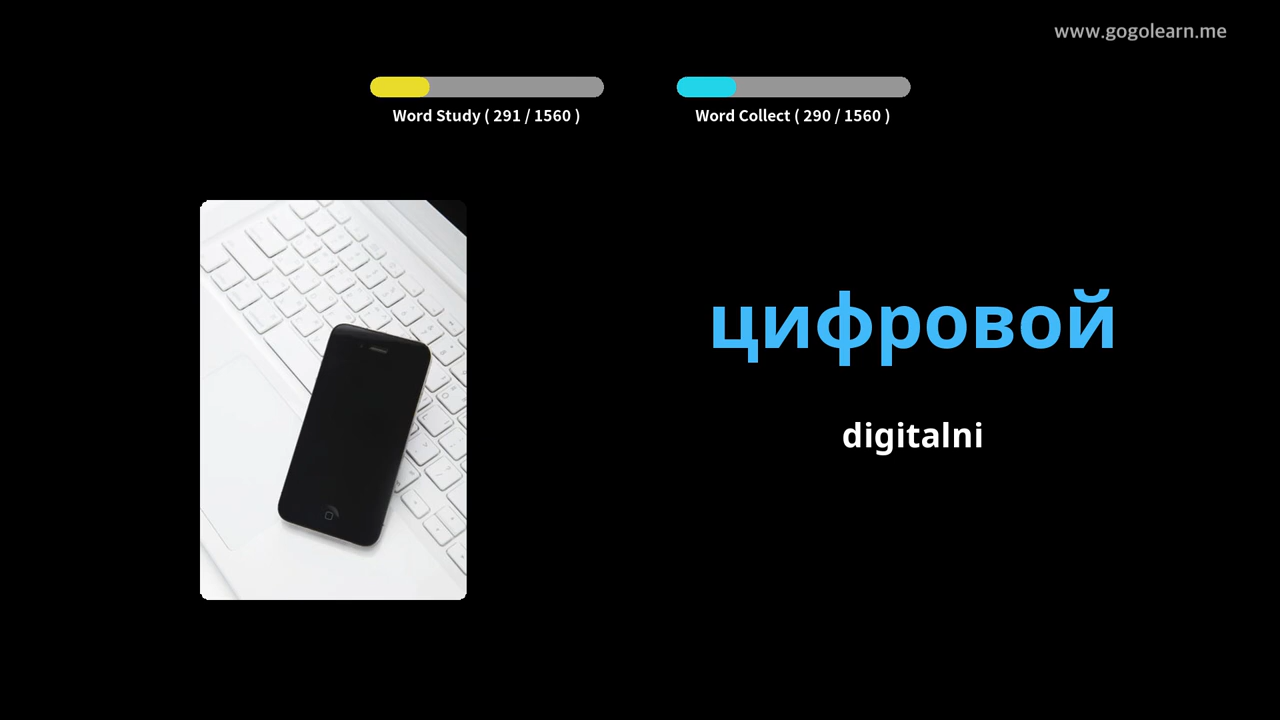 www.gogolearn.me
Word Study ( 291 / 1560 )
Word Collect ( 290 / 1560 )
цифровой
digitalni